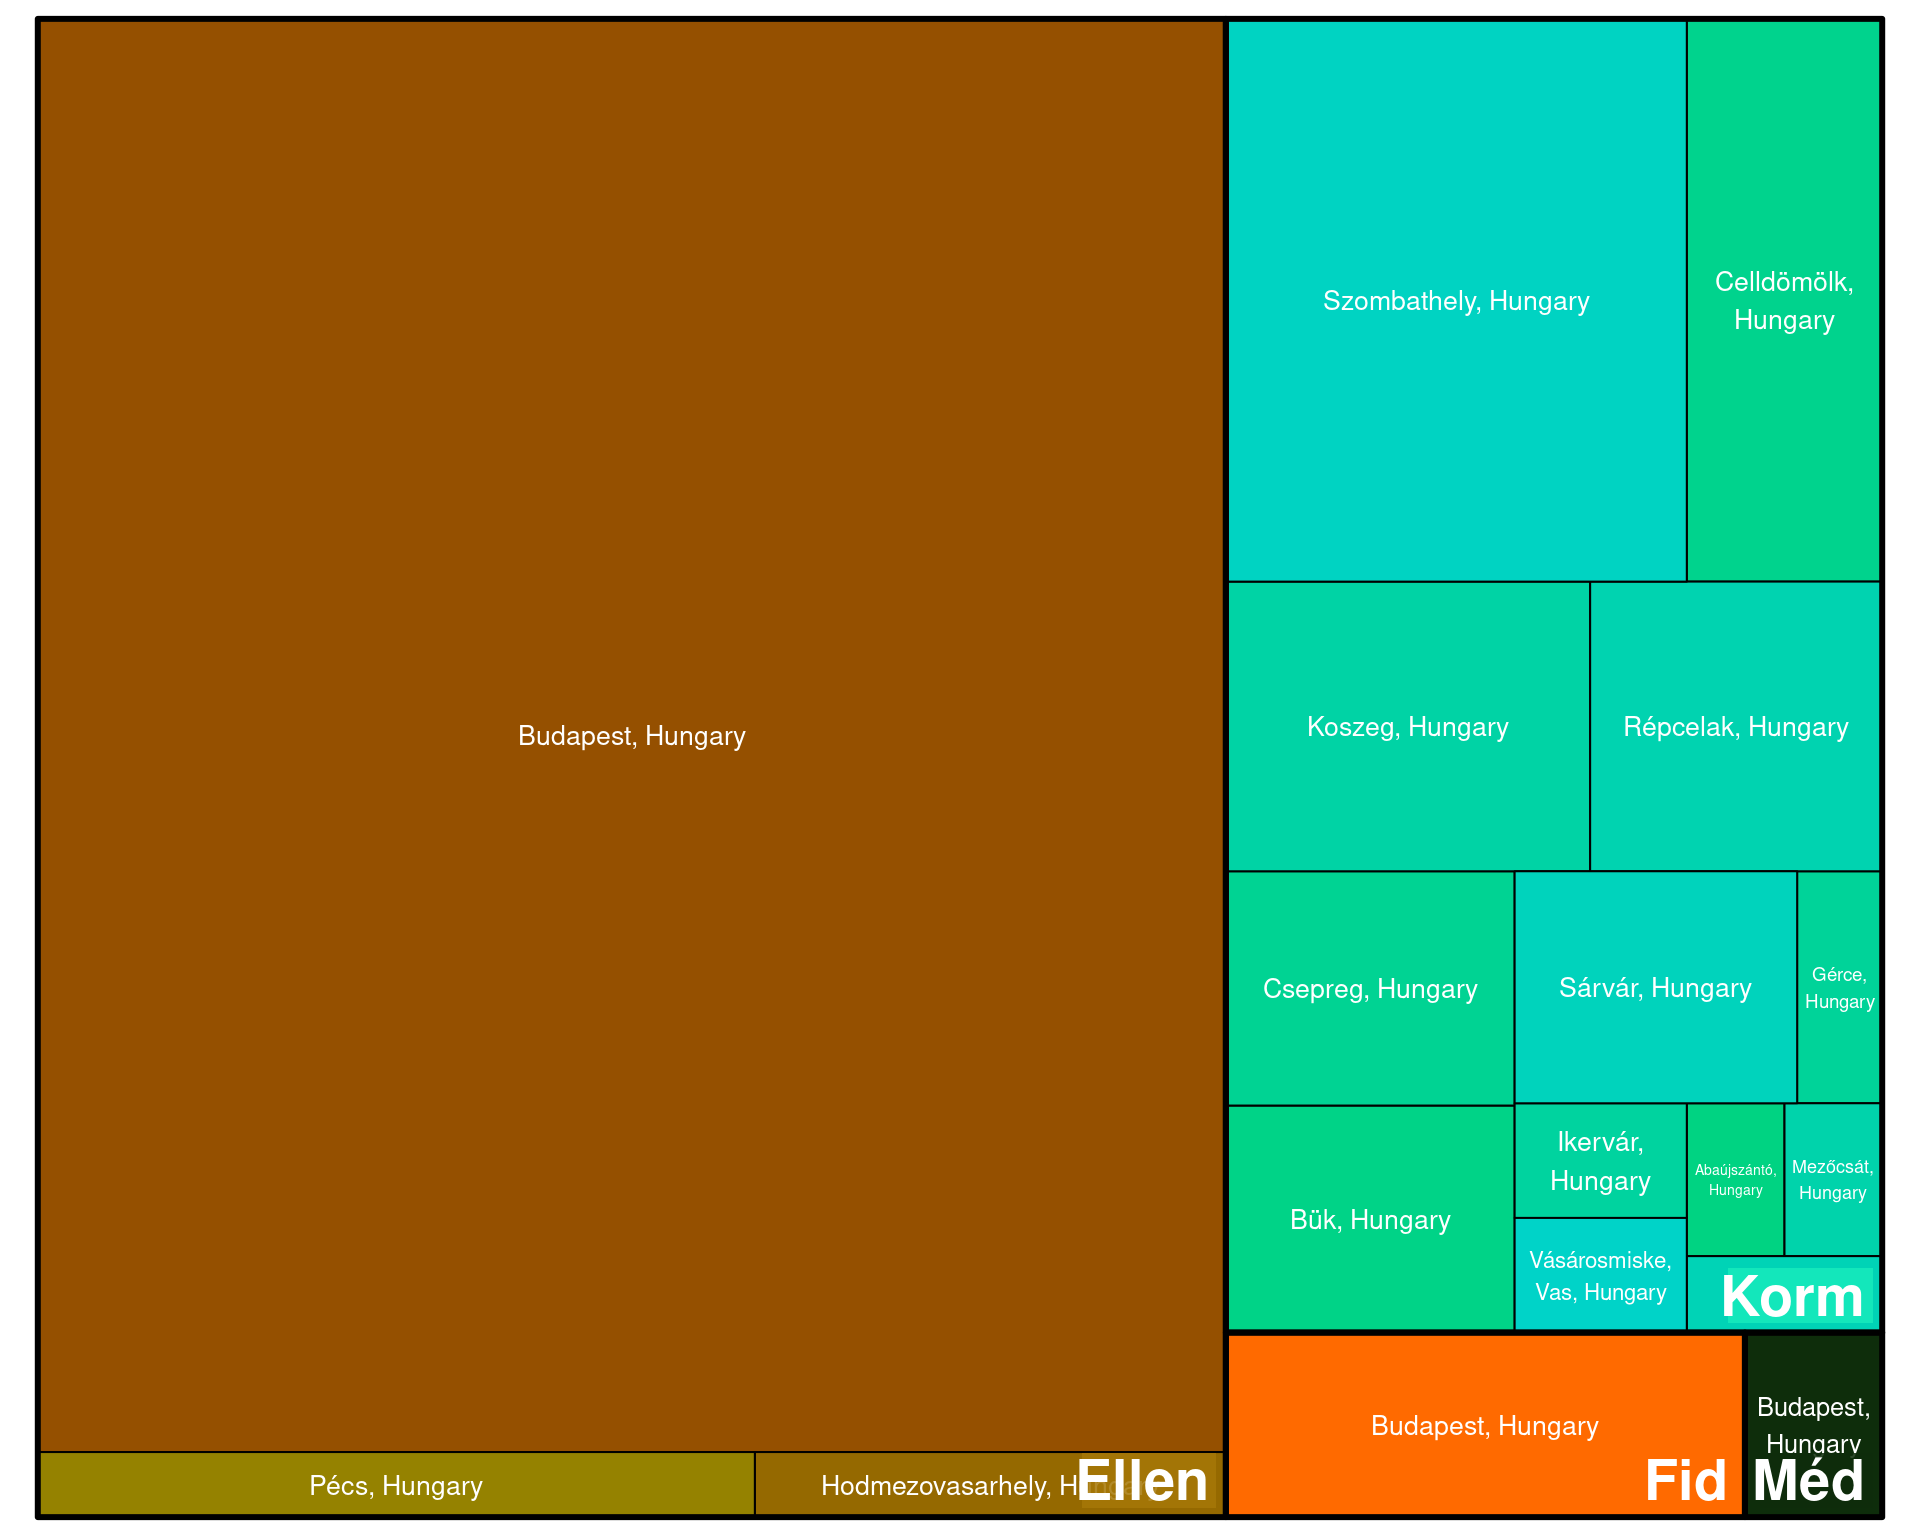 Budapest, Hungary
Pécs, Hungary
Hodmezovasarhely, Hungary
Ellen
Szombathely, Hungary
Celldömölk,
Hungary
Koszeg, Hungary
Répcelak, Hungary
Csepreg, Hungary
Sárvár, Hungary
Gérce,
Hungary
Bük, Hungary
Ikervár,
Hungary
Vásárosmiske,
Vas, Hungary
Abaújszántó,
Hungary
Mezőcsát,
Hungary
Korm
Budapest, Hungary
Fid
Budapest,
Hungary
Méd